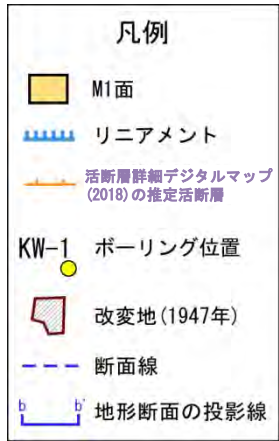 凡例
M1面
リニアメント
活断層詳細デジタルマップ
(2018)の推定活断層
KW-1 ボーリング位置
改変地(1947年)
断面線
b b' 地形断面の投影線